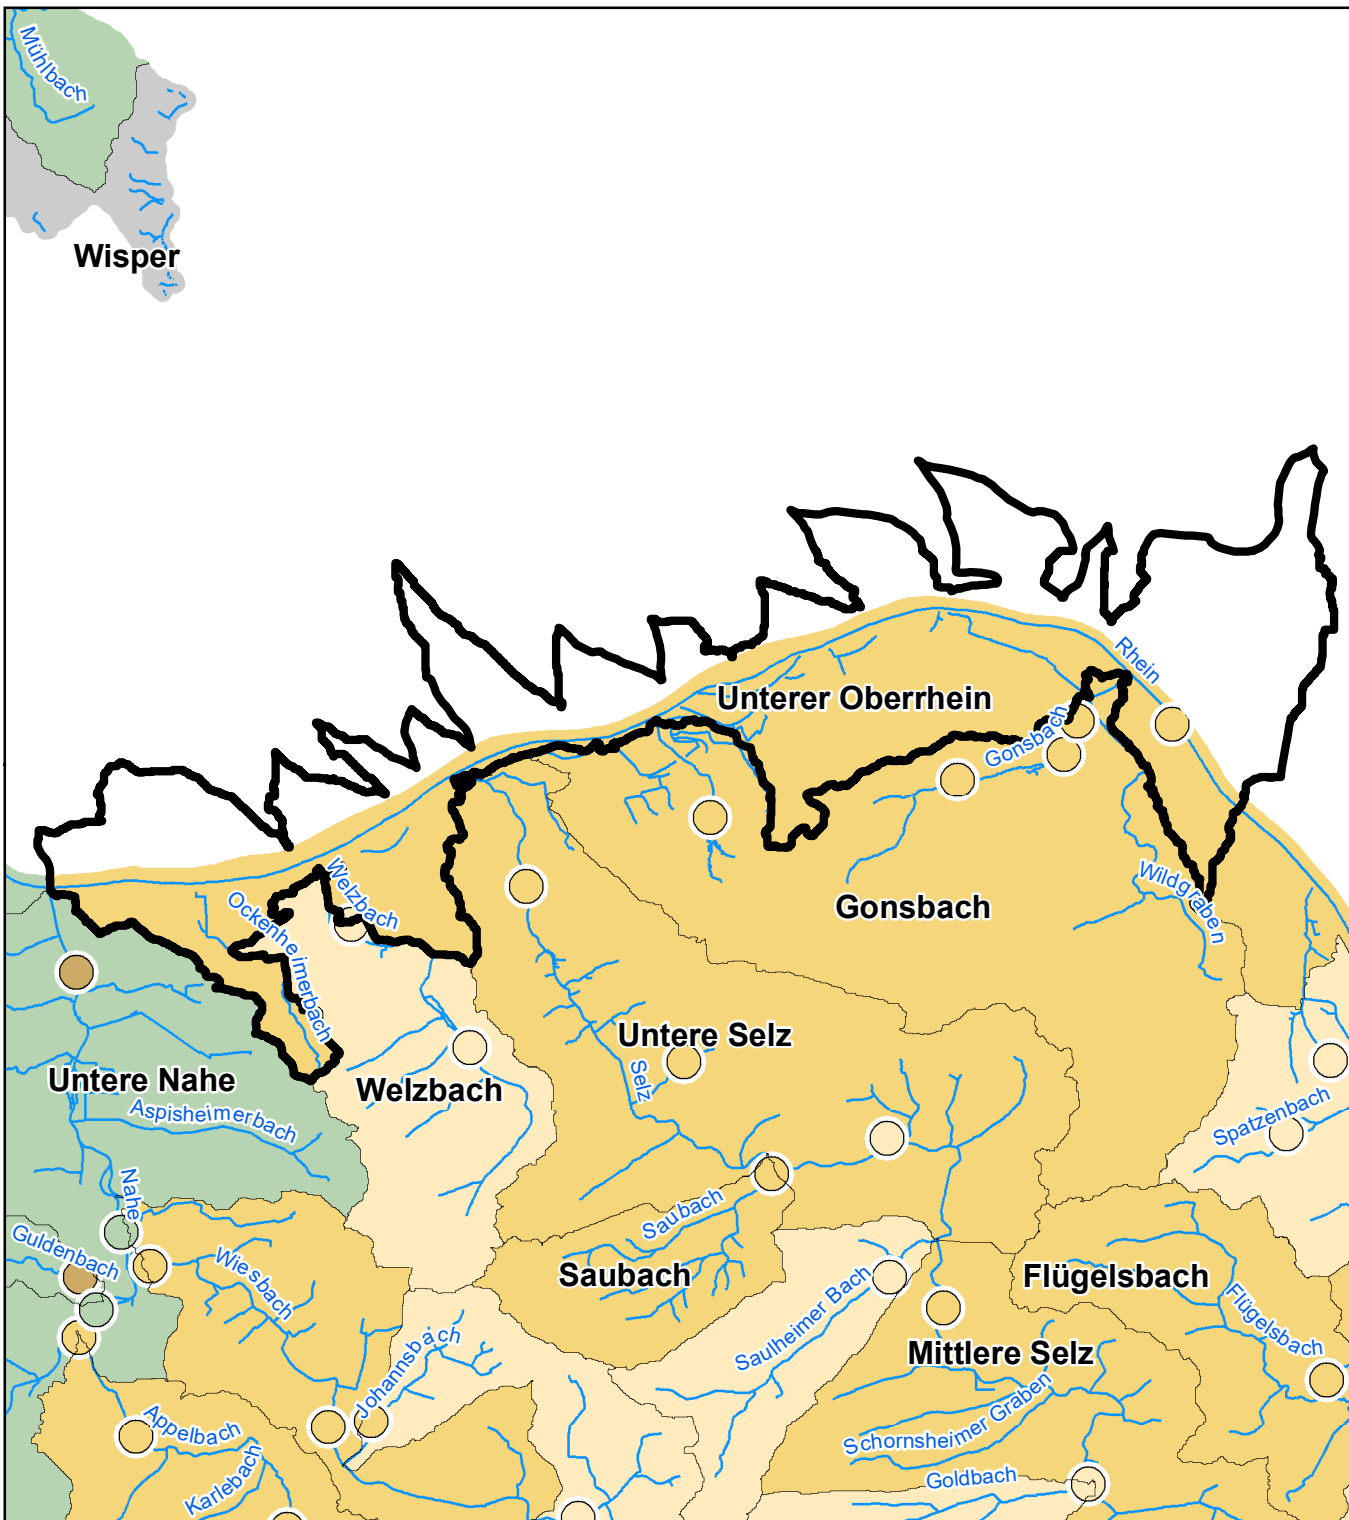 Mühlbach
Wisper
Rhein
Unterer Oberrhein
Gonsbach
Welzbach
Ockenheimerbach
Wildgraben
Gonsbach
Untere Selz
Selz
Untere Nahe
Welzbach
Aspisheimerbach
Spatzenbach
Nahe
Saubach
Guldenbach
Wiesbach
Saubach
Flügelsbach
Saulheimer Bach
Flügelsbach
Johannsbach
Mittlere Selz
Appelbach
Schornsheimer Graben
Karlebach
Goldbach